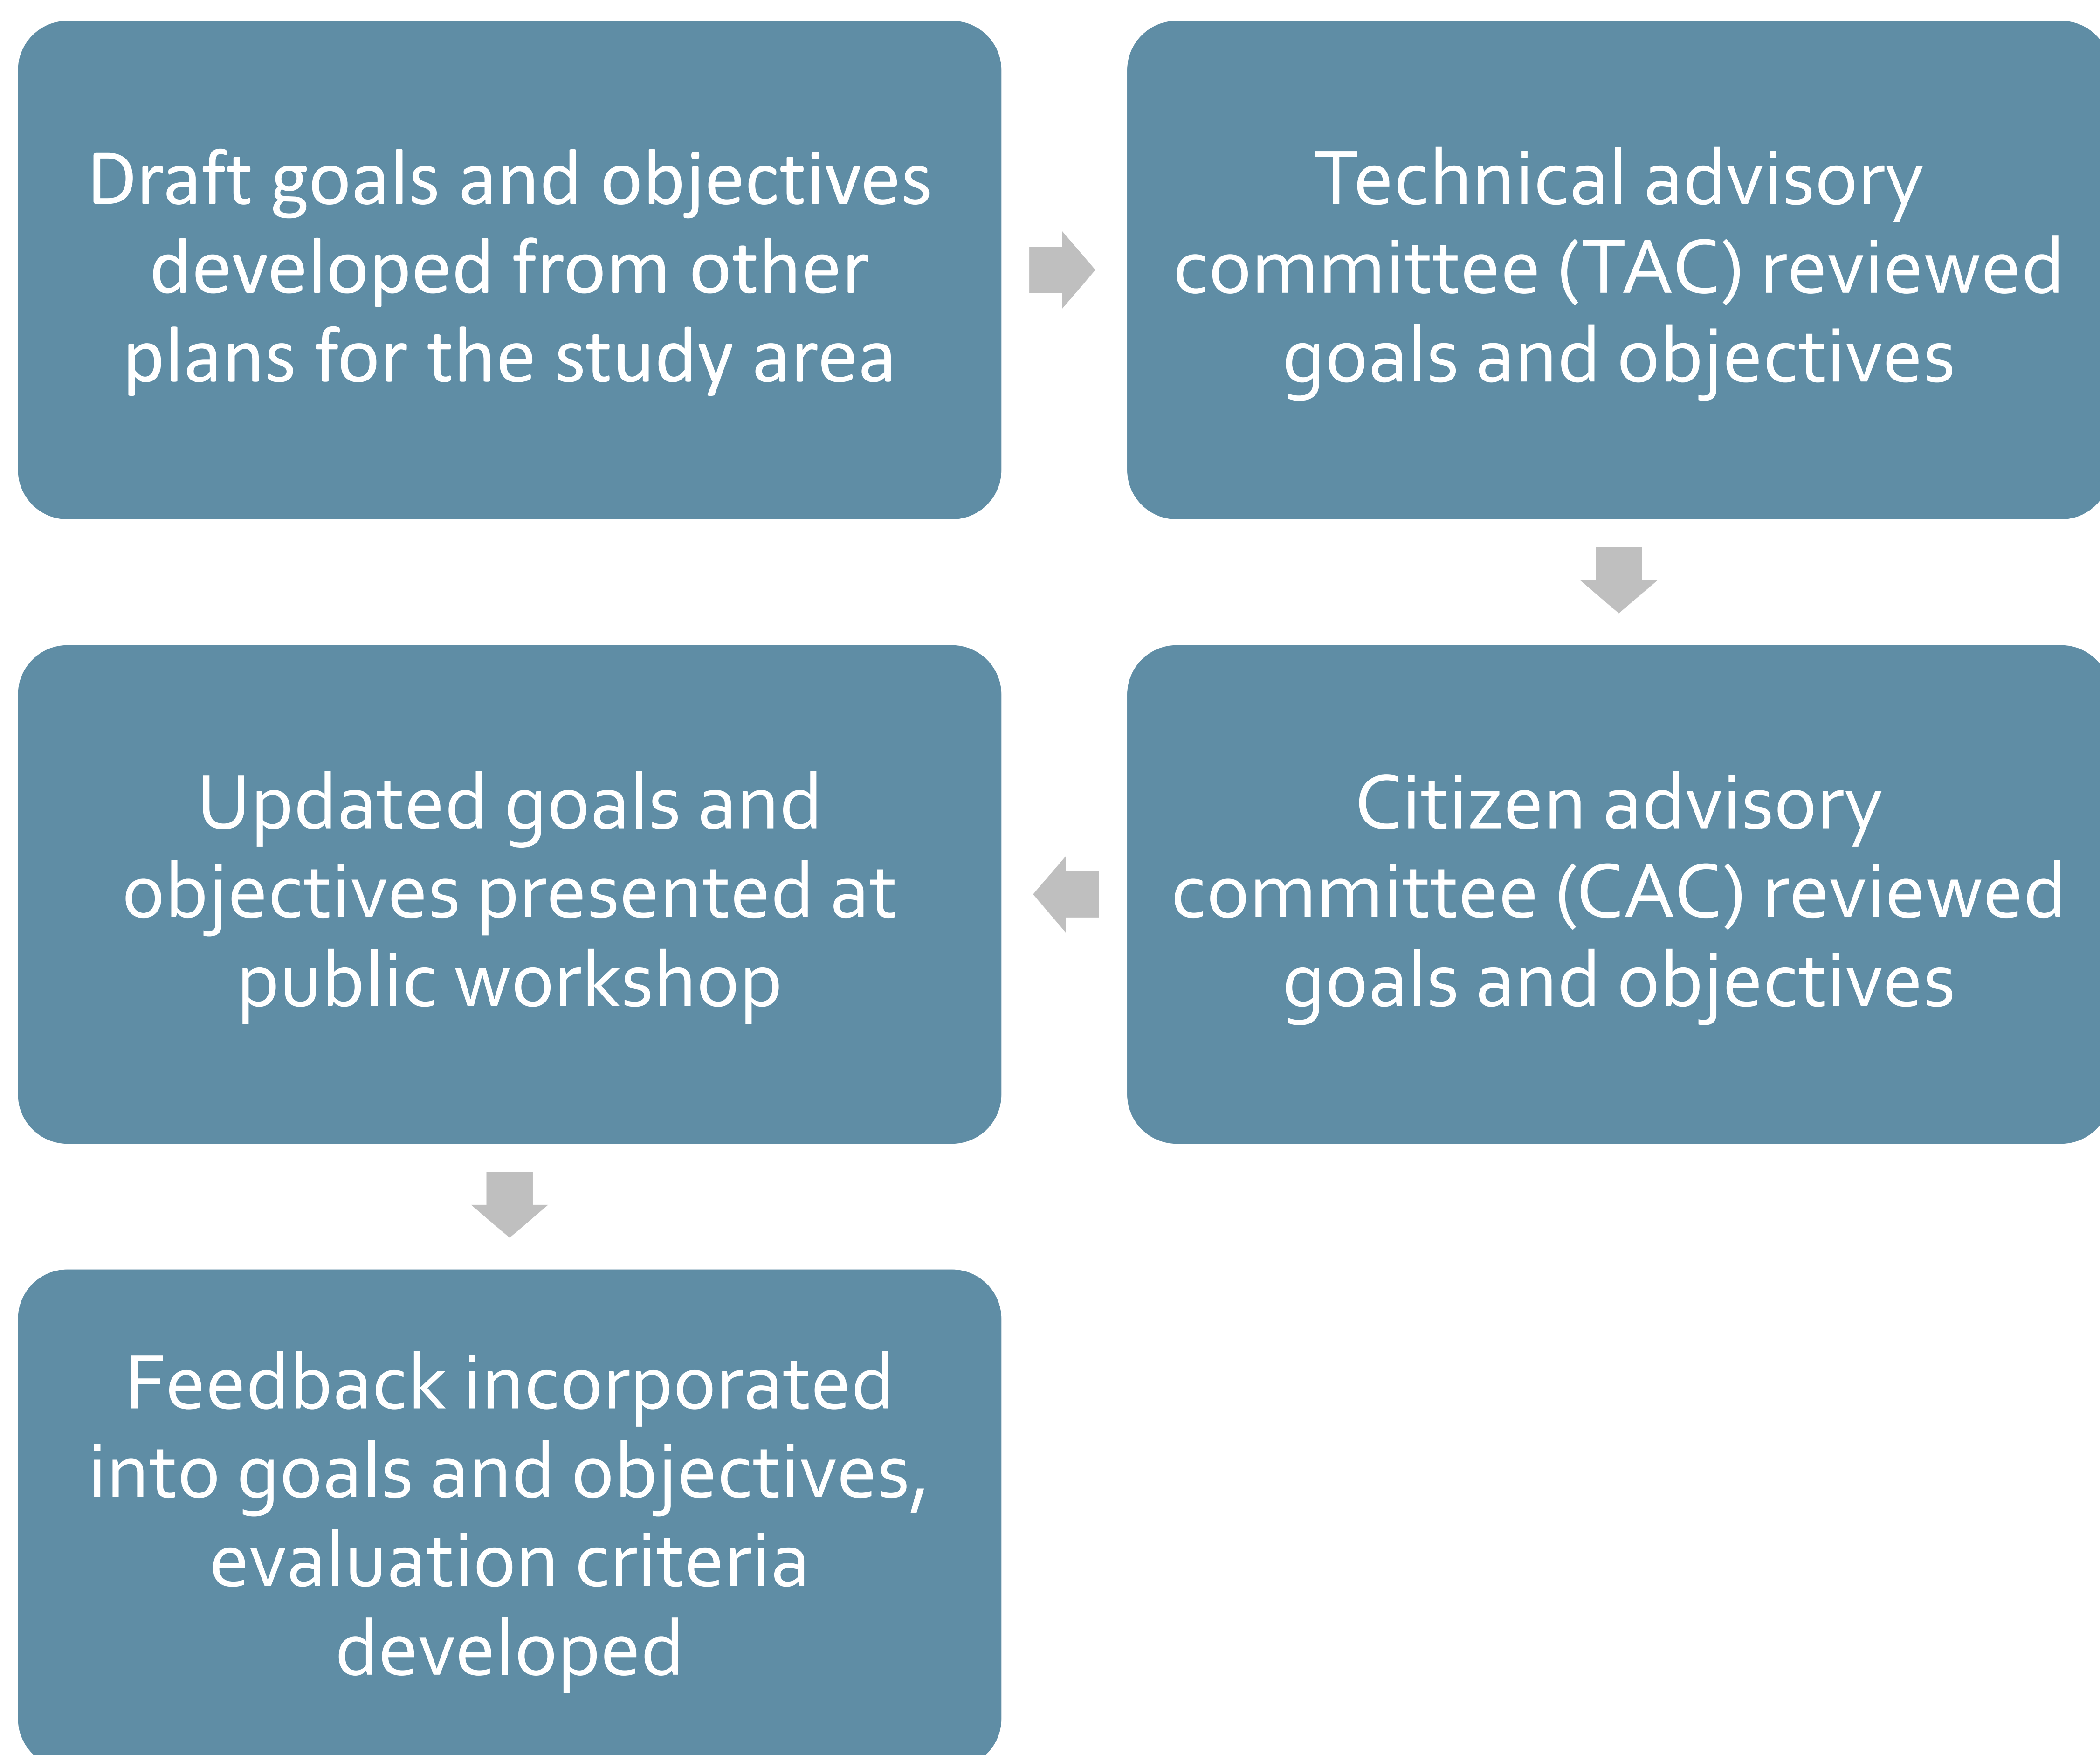 Draft goals and objectives
developed from other
plans for the study area
Technical advisory
committee (TAC) reviewed
goals and objectives
Citizen advisory
committee (CAC) reviewed
goals and objectives
Updated goals and
objectives presented at
public workshop
Feedback incorporated
into goals and objectives,
evaluation criteria
developed